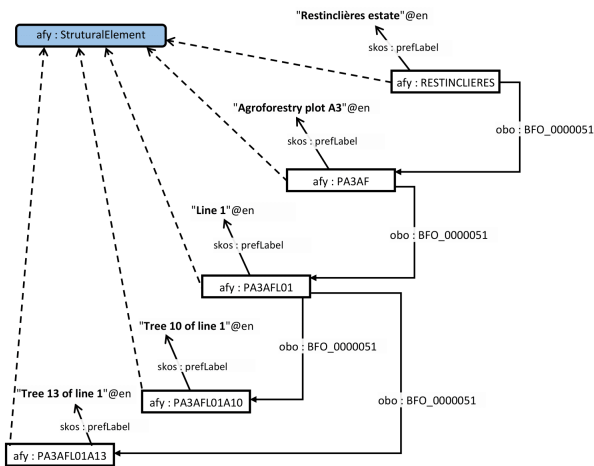 "Restinclières estate"@en
afy : StruturalElement
skos : prefLabel
afy : RESTINCLIERES
"Agroforestry plot A3"@en
obo : BFO_0000051
skos : prefLabel
afy : PA3AF
"Line 1"@en
obo : BFO_0000051
skos : prefLabel
afy : PA3AFL01
"Tree 10 of line 1"@en
obo : BFO_0000051
skos : prefLabel
"Tree 13 of line 1"@en
afy : PA3AFL01A10
obo : BFO_0000051
skos : prefLabel
afy : PA3AFL01A13